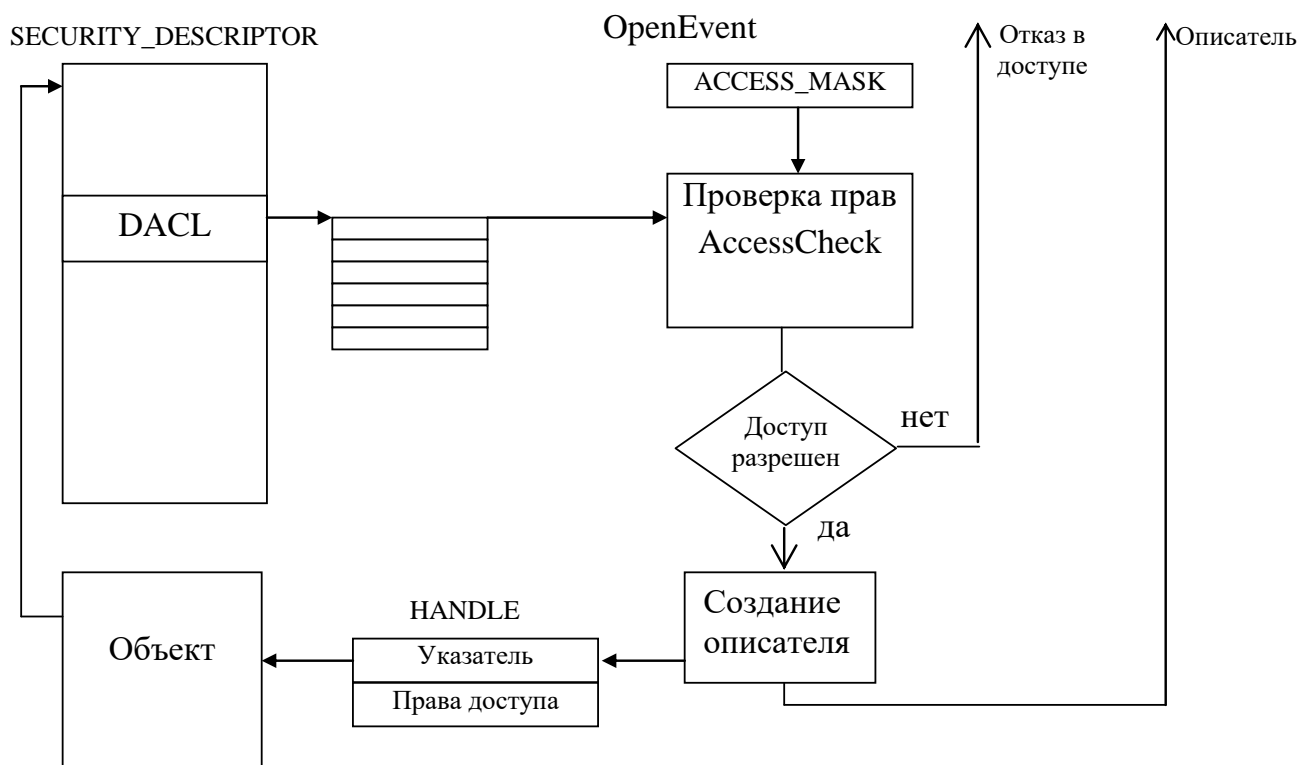 SECURITY_DESCRIPTOR
OpenEvent
Отказ в
доступе
Описатель
ACCESS_MASK
DACL
Проверка прав
AccessCheck
Доступ
разрешен
нет
да
Объект
HANDLE
Указатель
Права доступа
Создание
описателя